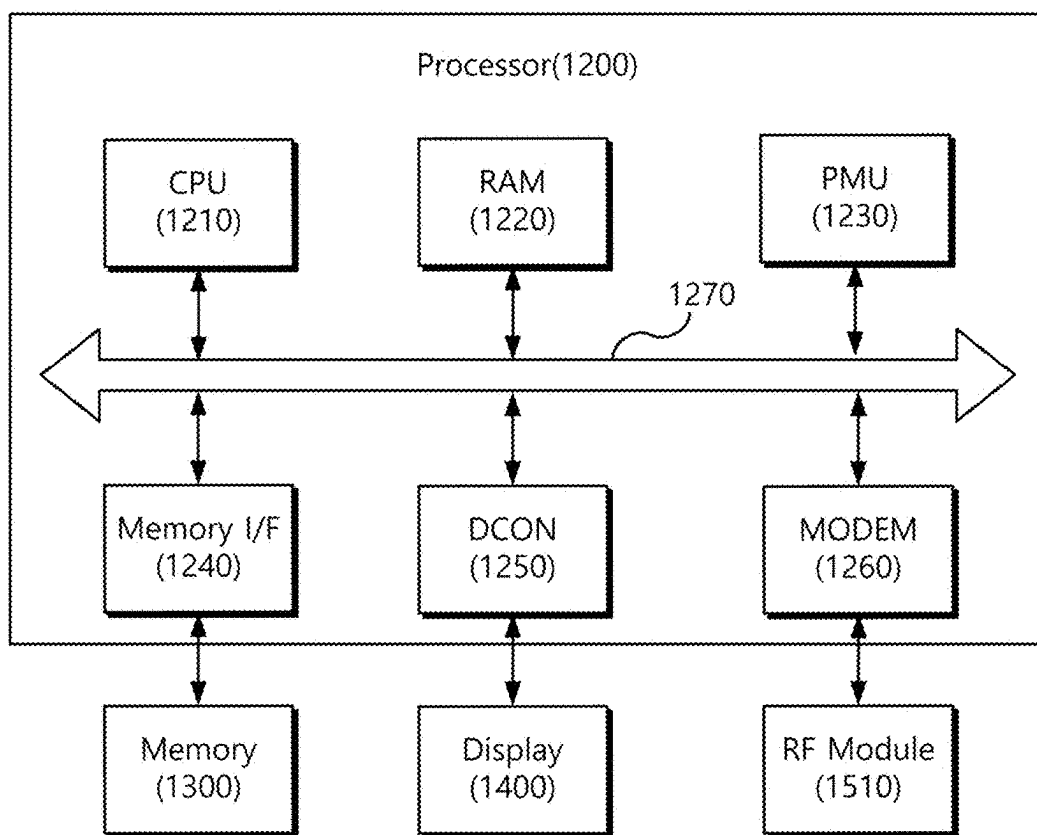 Processor(1200)
CPU
(1210)
RAM
(1220)
PMU
(1230)
1270
Memory I/F
(1240)
DCON
(1250)
MODEM
(1260)
Memory
(1300)
Display
(1400)
RF Module
(1510)